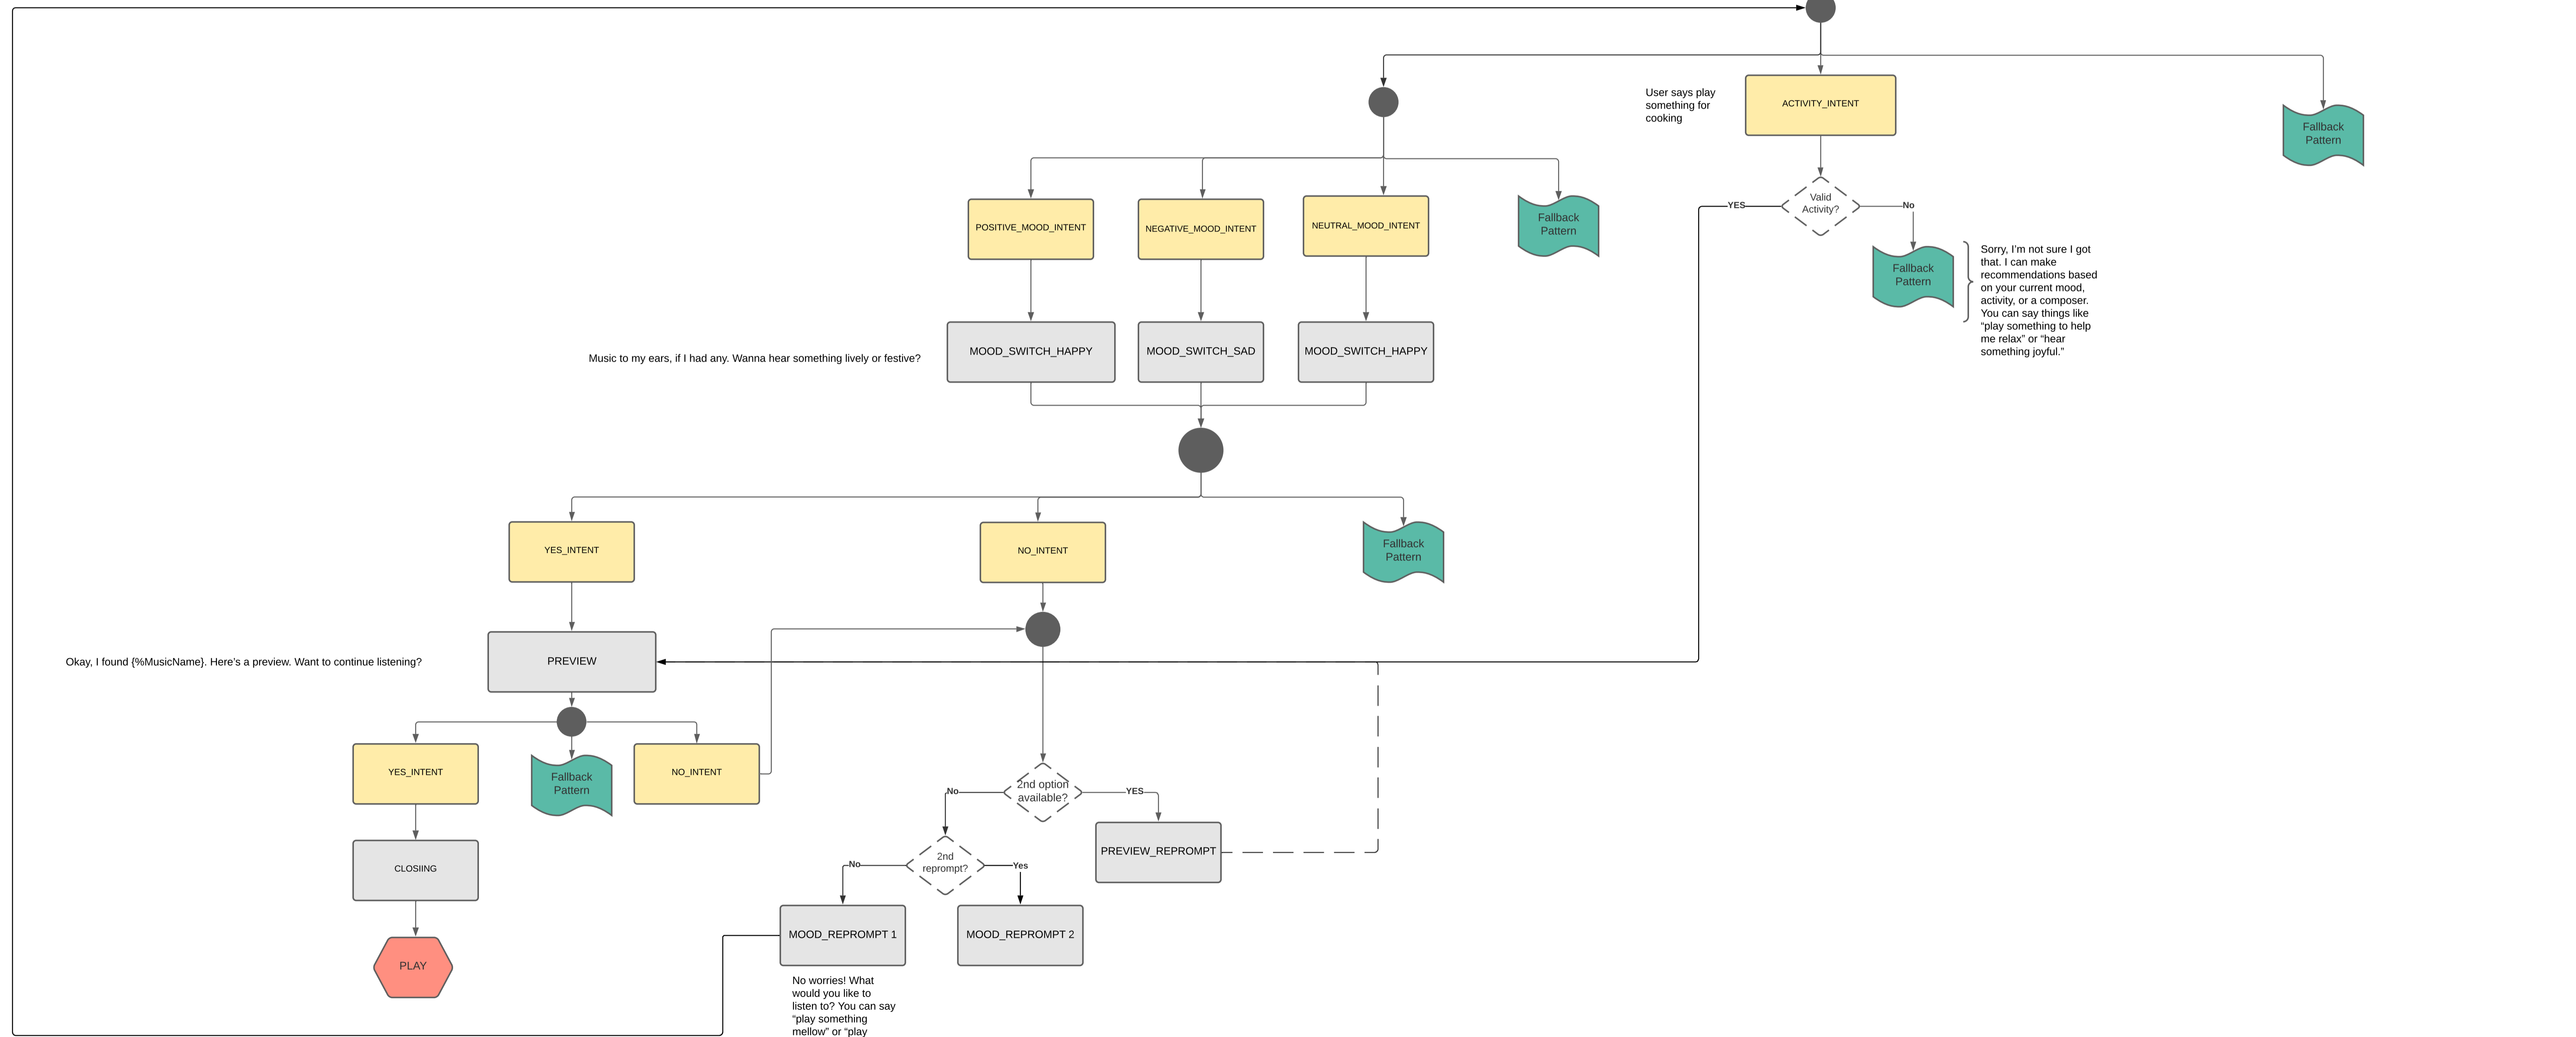 User says play
something for
cooking
ACTIVITY_INTENT
Fallback
Pattern
Valid
Activity?
YES
No
POSITIVE_MOOD_INTENT
NEGATIVE_MOOD_INTENT
NEUTRAL_MOOD_INTENT
Fallback
Pattern
Fallback
Pattern
Sorry, I’m not sure I got
that. I can make
recommendations based
on your current mood,
activity, or a composer.
You can say things like
“play something to help
me relax” or “hear
something joyful.”
Music to my ears, if I had any. Wanna hear something lively or festive?
MOOD_SWITCH_HAPPY
MOOD_SWITCH_SAD
MOOD_SWITCH_HAPPY
YES_INTENT
NO_INTENT
Fallback
Pattern
Okay, I found {%MusicName}. Here’s a preview. Want to continue listening?
PREVIEW
YES_INTENT
Fallback
Pattern
NO_INTENT
2nd option
available?
No
YES
PREVIEW_REPROMPT
CLOSIING
2nd
reprompt?
No
Yes
MOOD_REPROMPT 1
MOOD_REPROMPT 2
PLAY
No worries! What
would you like to
listen to? You can say
“play something
mellow” or “play